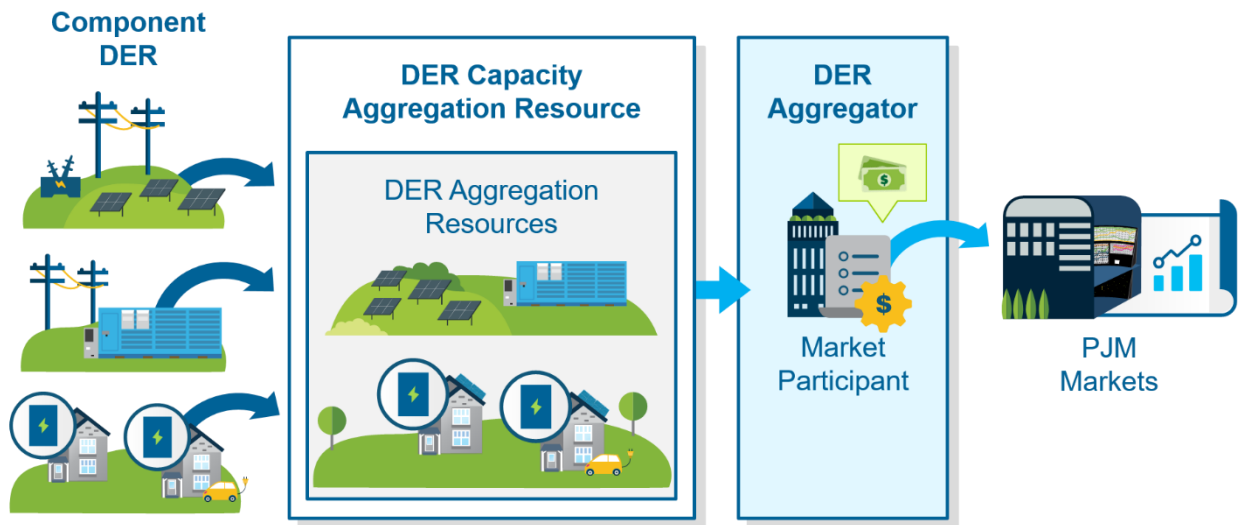 Component
DER
DER Capacity
Aggregation Resource
DER Aggregation
Resources
DER
Aggregator
$
$
Market
Participant
PJM
Markets